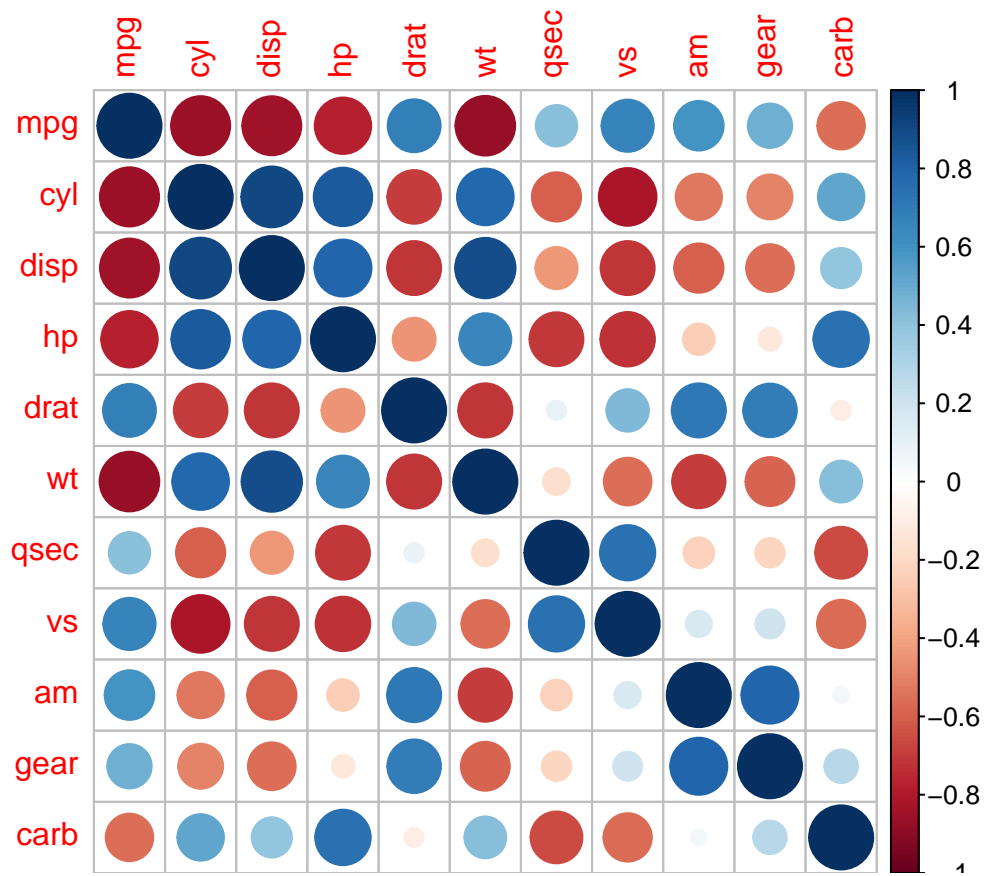 mpg cyl disp hp drat wt qsec vs am gear carb
mpg
cyl
disp
hp
drat
wt
qsec
vs
am
gear
carb
1
0.8
0.6
0.4
0.2
0
−0.2
−0.4
−0.6
−0.8
−1